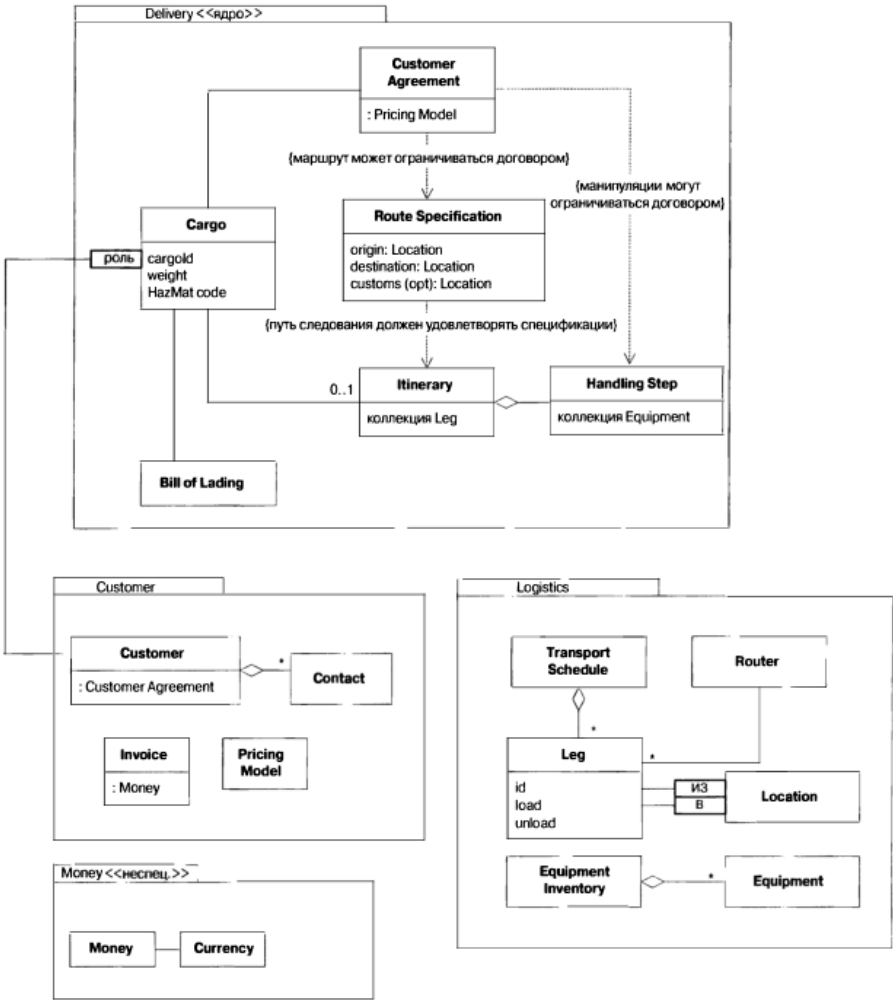 Delivery <<ядро>>
Customer
Agreement
: Pricing Model
{маршрут может ограничиваться договором}
{манипуляции могут
ограничиваться договором}
Cargo
роль
cargoId
weight
HazMat code
Route Specification
origin: Location
destination: Location
customs (opt): Location
{путь следования должен удовлетворять спецификации}
0..1
Itinerary
коллекция Leg
Handling Step
коллекция Equipment
Bill of Lading
Customer
Customer
: Customer Agreement
*
Contact
Invoice
: Money
Pricing
Model
Logistics
Transport
Schedule
Router
*
*
Leg
id
load
unload
ИЗ
В
Location
Equipment
Inventory
*
Equipment
Money <<неспец.>>
Money
Currency